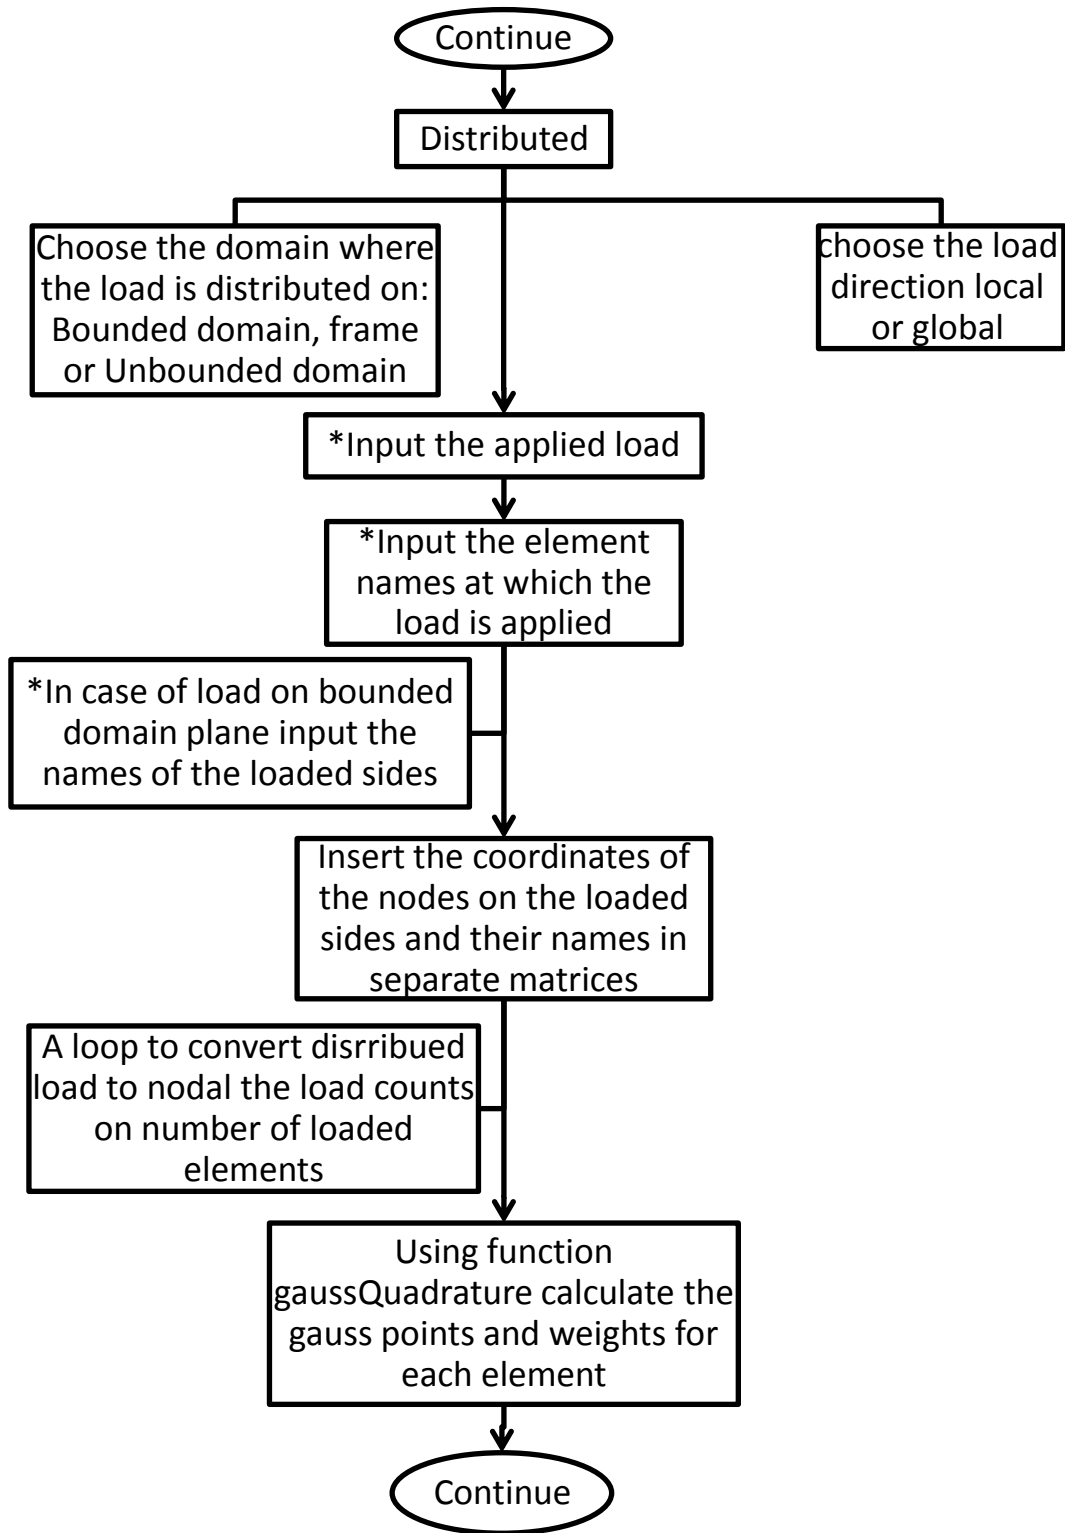 Continue
Distributed
Choose the domain where
the load is distributed on:
Bounded domain, frame
or Unbounded domain
choose the load
direction local
or global
*Input the applied load
*Input the element
names at which the
load is applied
*In case of load on bounded
domain plane input the
names of the loaded sides
Insert the coordinates of
the nodes on the loaded
sides and their names in
separate matrices
A loop to convert disrribued
load to nodal the load counts
on number of loaded
elements
Using function
gaussQuadrature calculate the
gauss points and weights for
each element
Continue